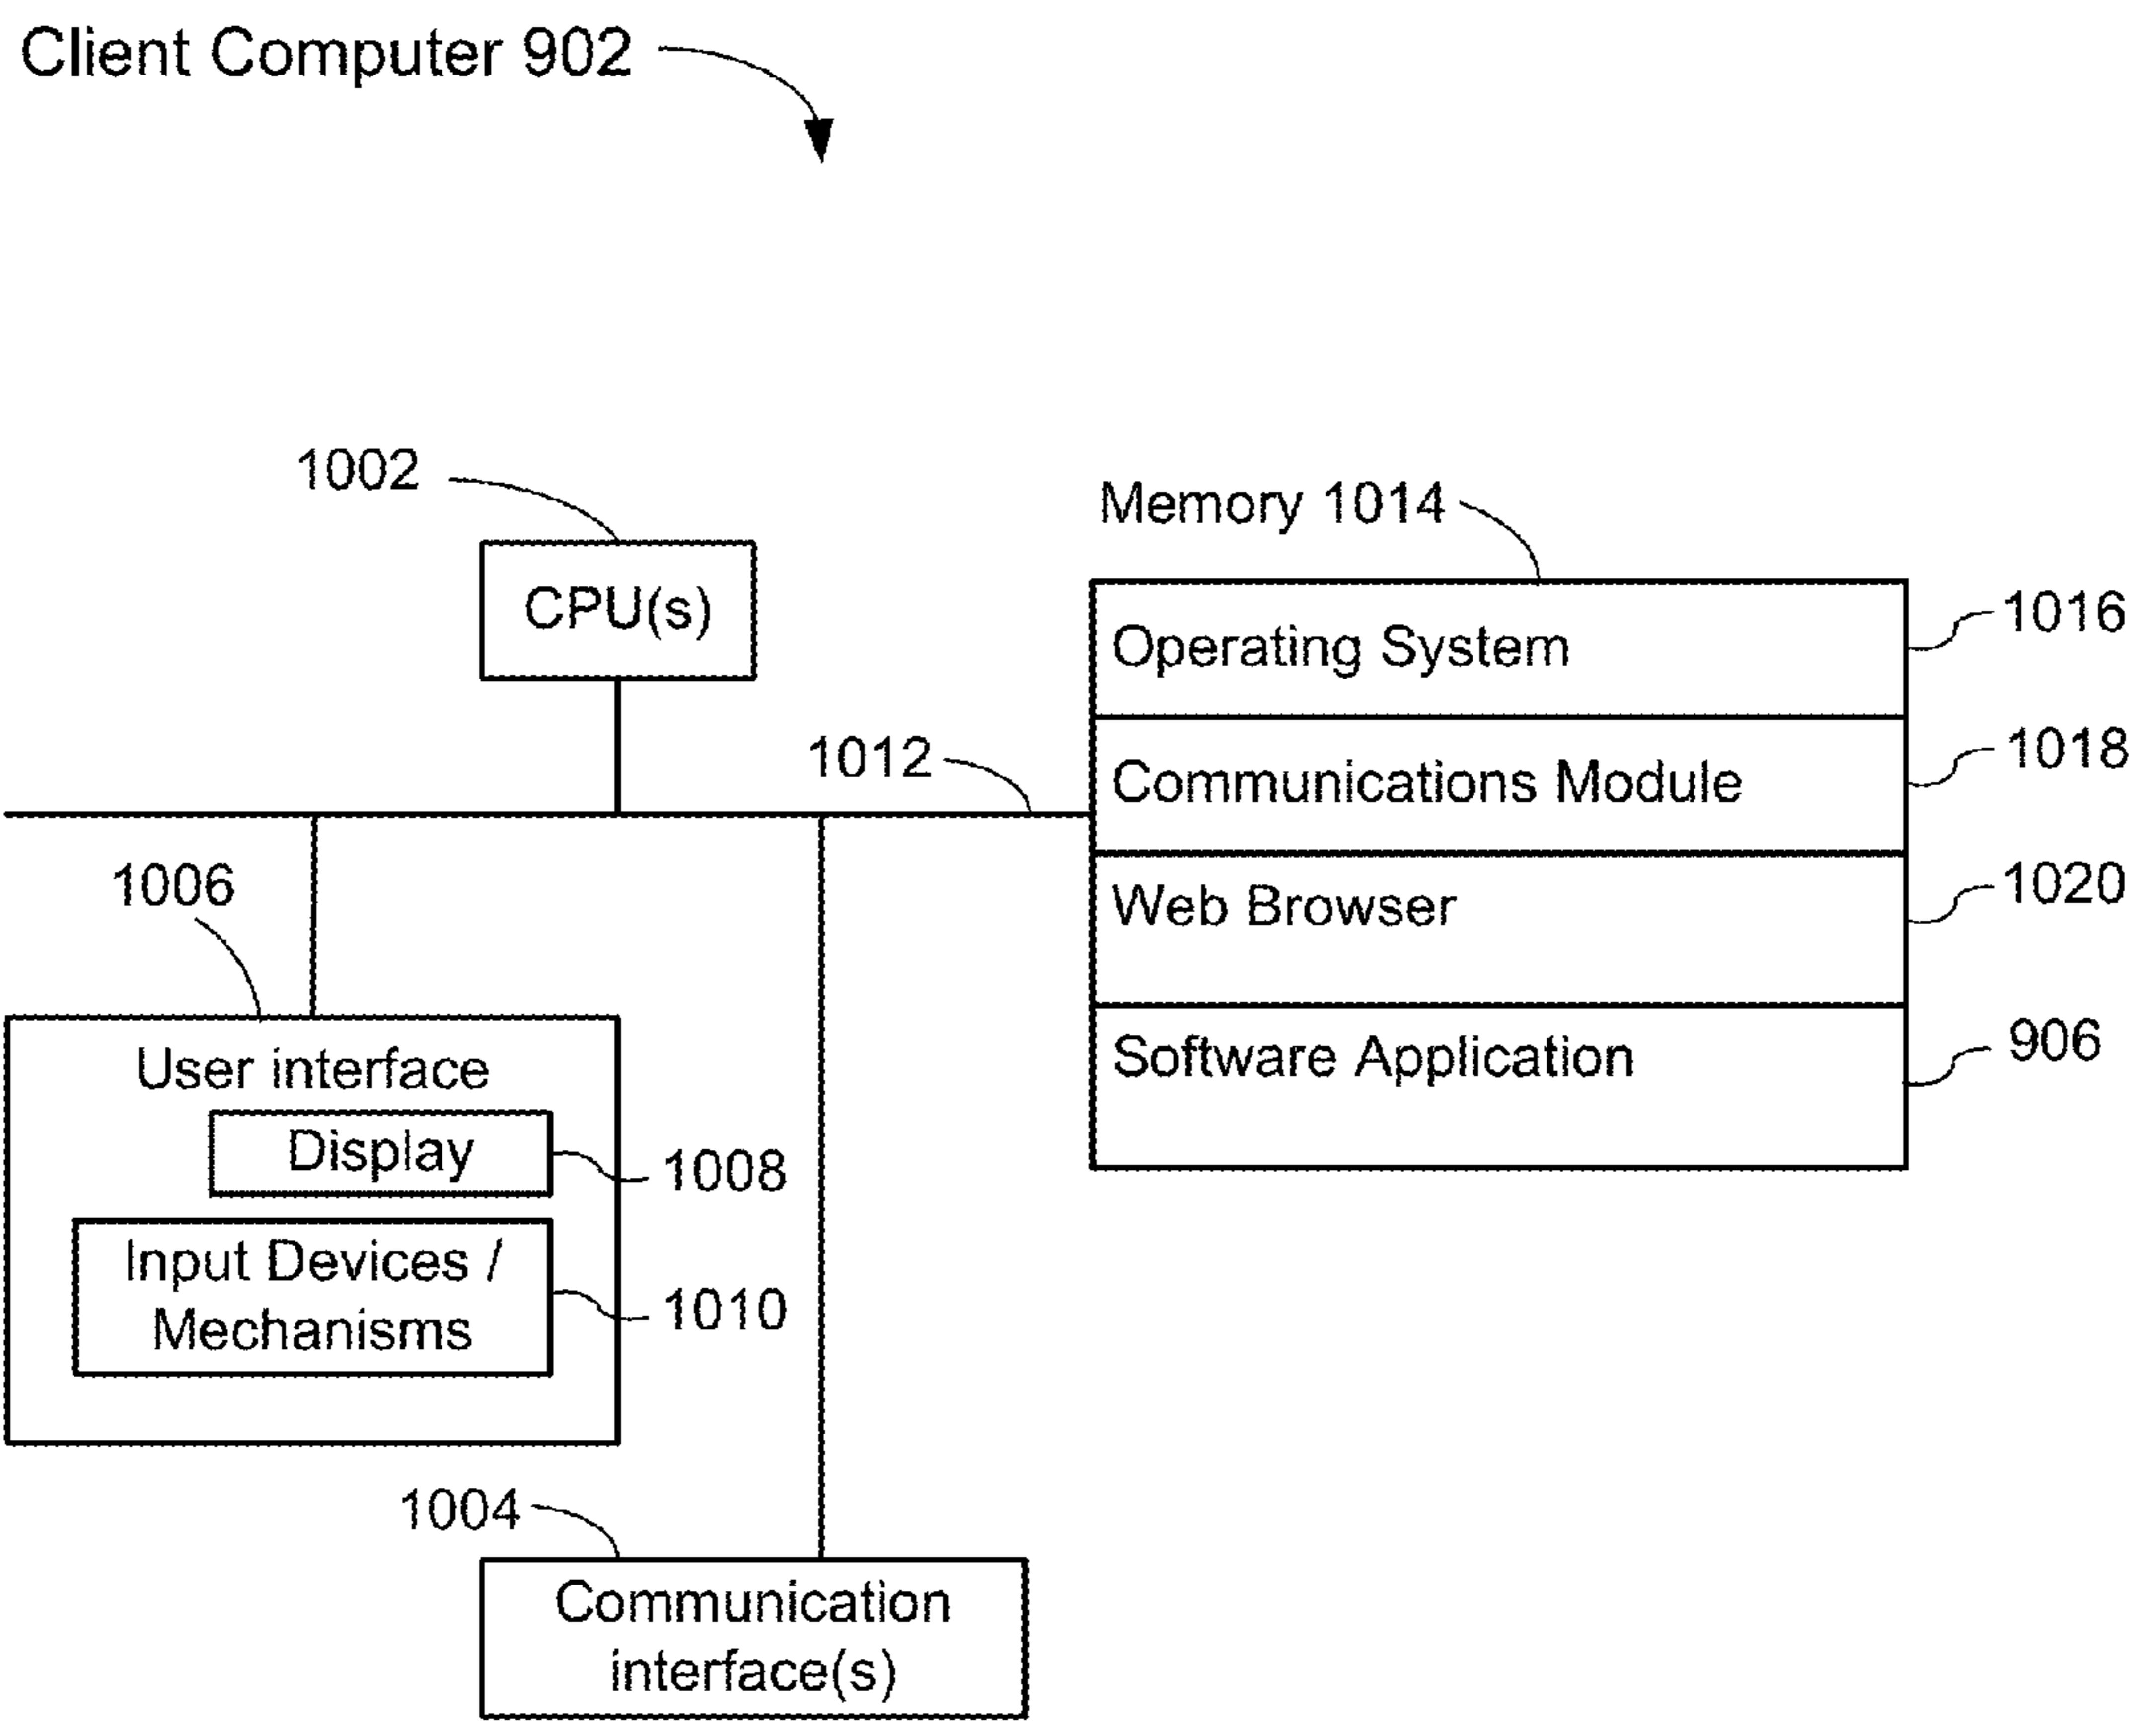 Client Computer 902
1002
CPU(s)
Memory 1014
Operating System
1016
1012
Communications Module
1018
Web Browser
1020
Software Application
906
1006
User interface
Display
1008
Input Devices /
Mechanisms
1010
1004
Communication
interface(s)